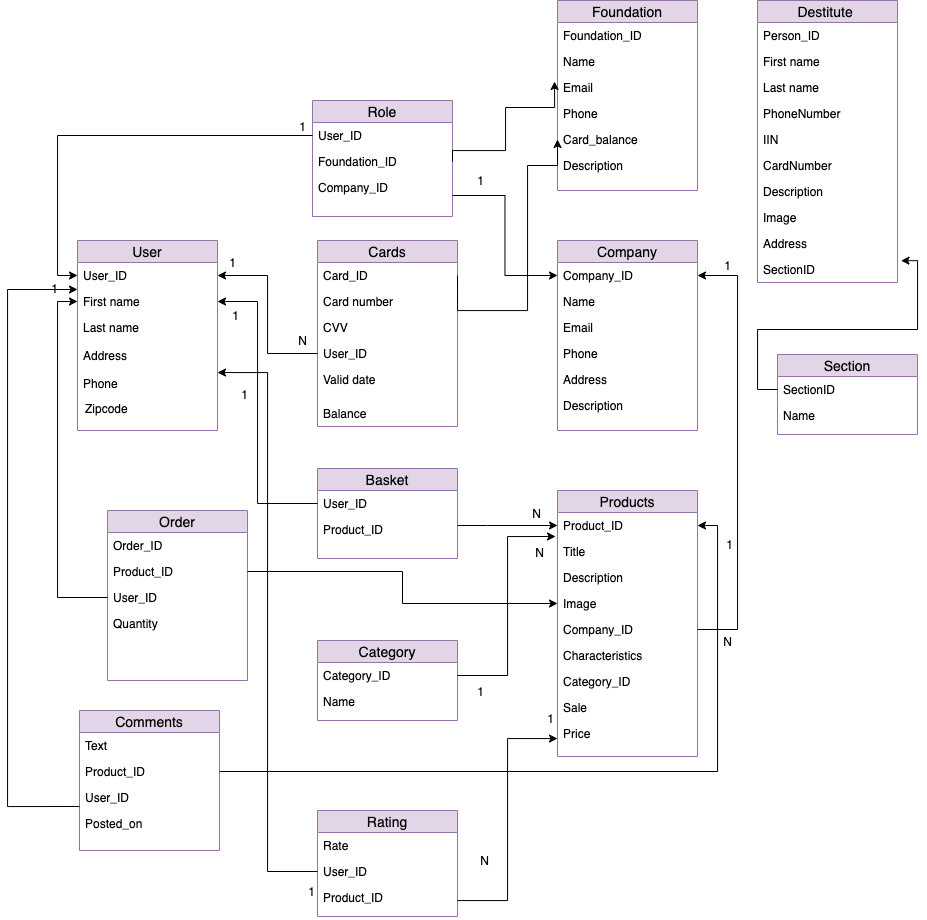 Foundation
Foundation_ID
Name
Email
Phone
Card_balance
Description
Destitute
Person_ID
First name
Last name
PhoneNumber
IIN
CardNumber
Description
Image
Address
SectionID
Role
User_ID
Foundation_ID
Company_ID
1
1
User
User_ID
First name
Last name
Address
Phone
Zipcode
1
1
1
1
Cards
Card_ID
Card number
CVV
User_ID
Valid date
Balance
N
Company
Company_ID
Name
Email
Phone
Address
Description
1
Section
SectionID
Name
Basket
User_ID
Product_ID
N
N
Order
Order_ID
Product_ID
User_ID
Quantity
Products
Product_ID
Title
Description
Image
Company_ID
Characteristics
Category_ID
Sale
Price
1
N
Category
Category_ID
Name
1
1
Comments
Text
Product_ID
User_ID
Posted_on
Rating
Rate
User_ID
Product_ID
1
N